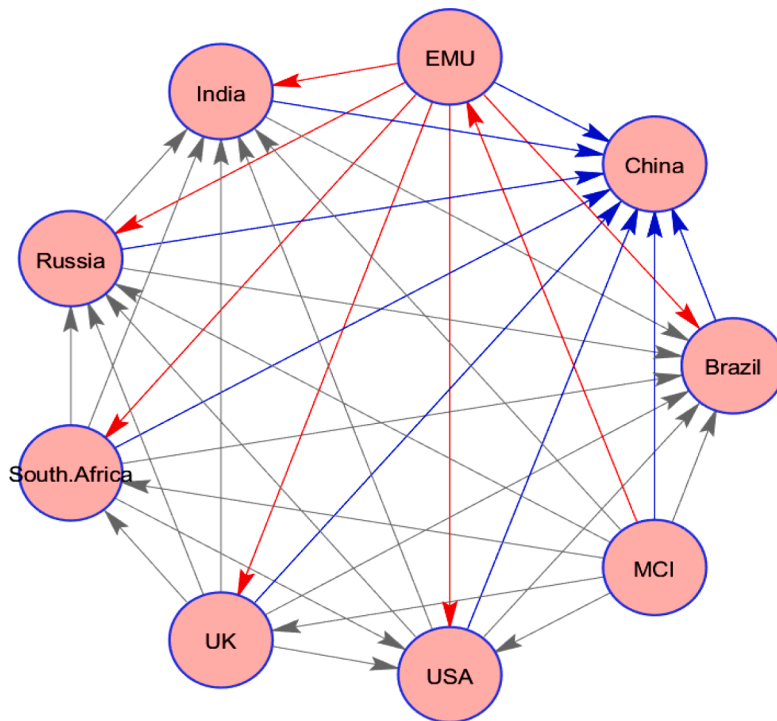 EMU
India
China
Russia
Brazil
South.Africa
MCI
UK
USA